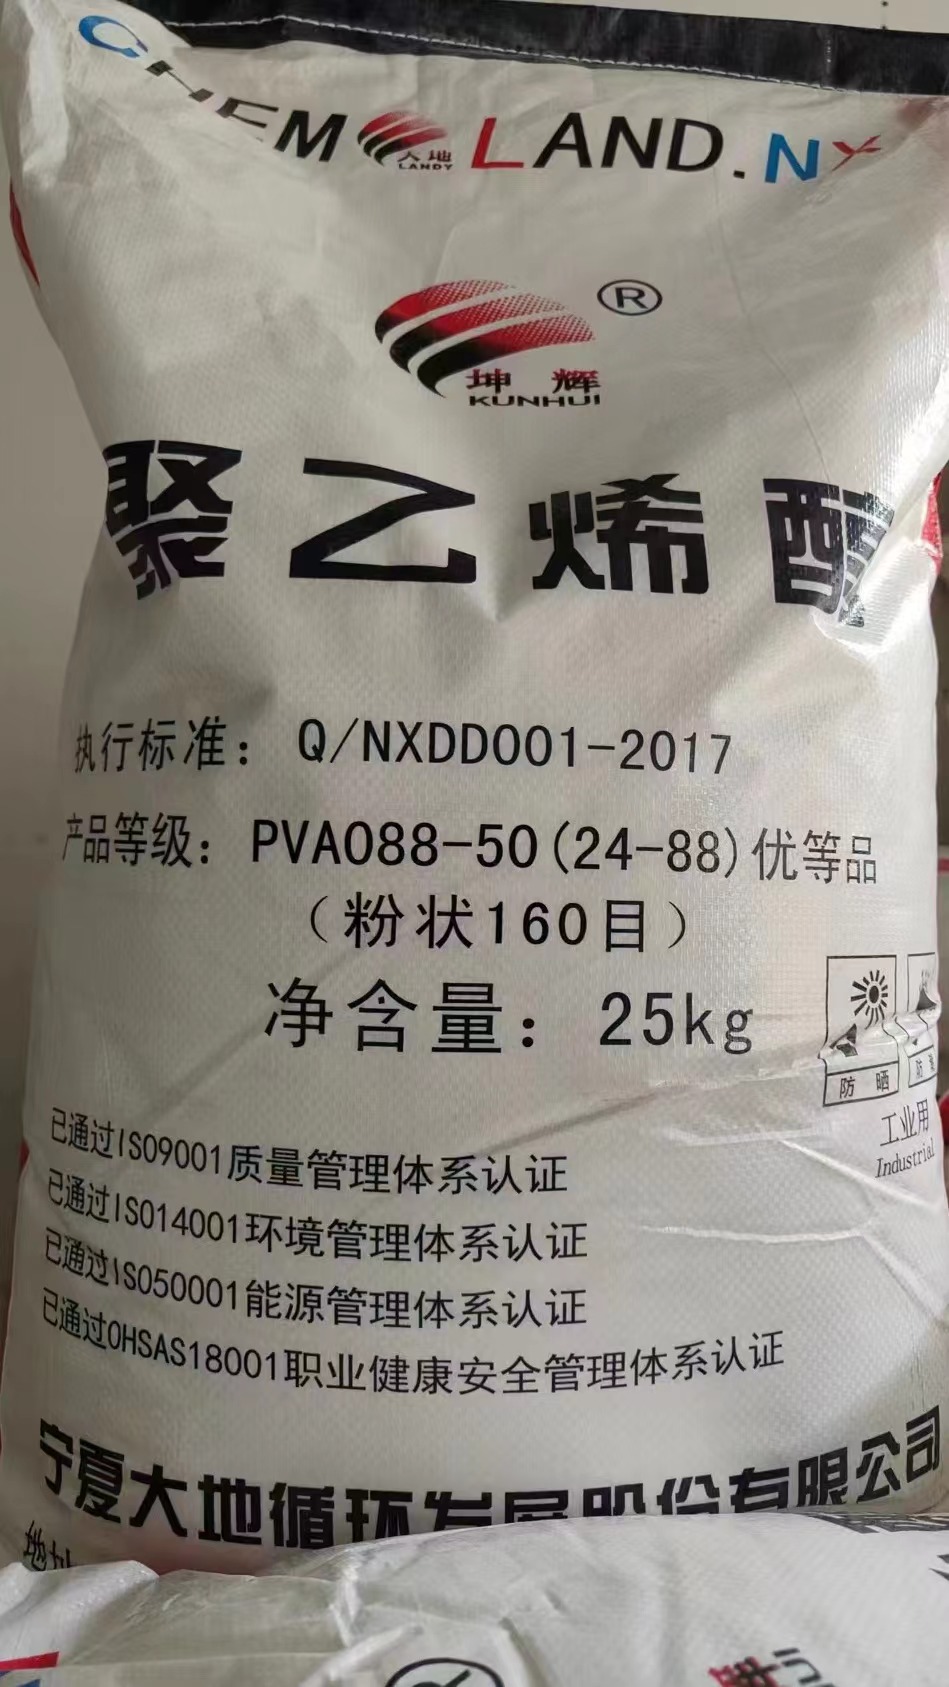 CHEM 大地 LANDY LAND.NX
®
坤辉
KUNHUI
聚乙烯醇
执行标准：Q/NXDD001-2017
产品等级：PVA088-50(24-88)优等品
（粉状160目）
净含量：25kg
防晒
防
工业用
Industrial
已通过ISO9001质量管理体系认证
已通过ISO14001环境管理体系认证
已通过ISO50001能源管理体系认证
已通过OHSAS18001职业健康安全管理体系认证
宁夏大地循环发展股份有限公司
地址